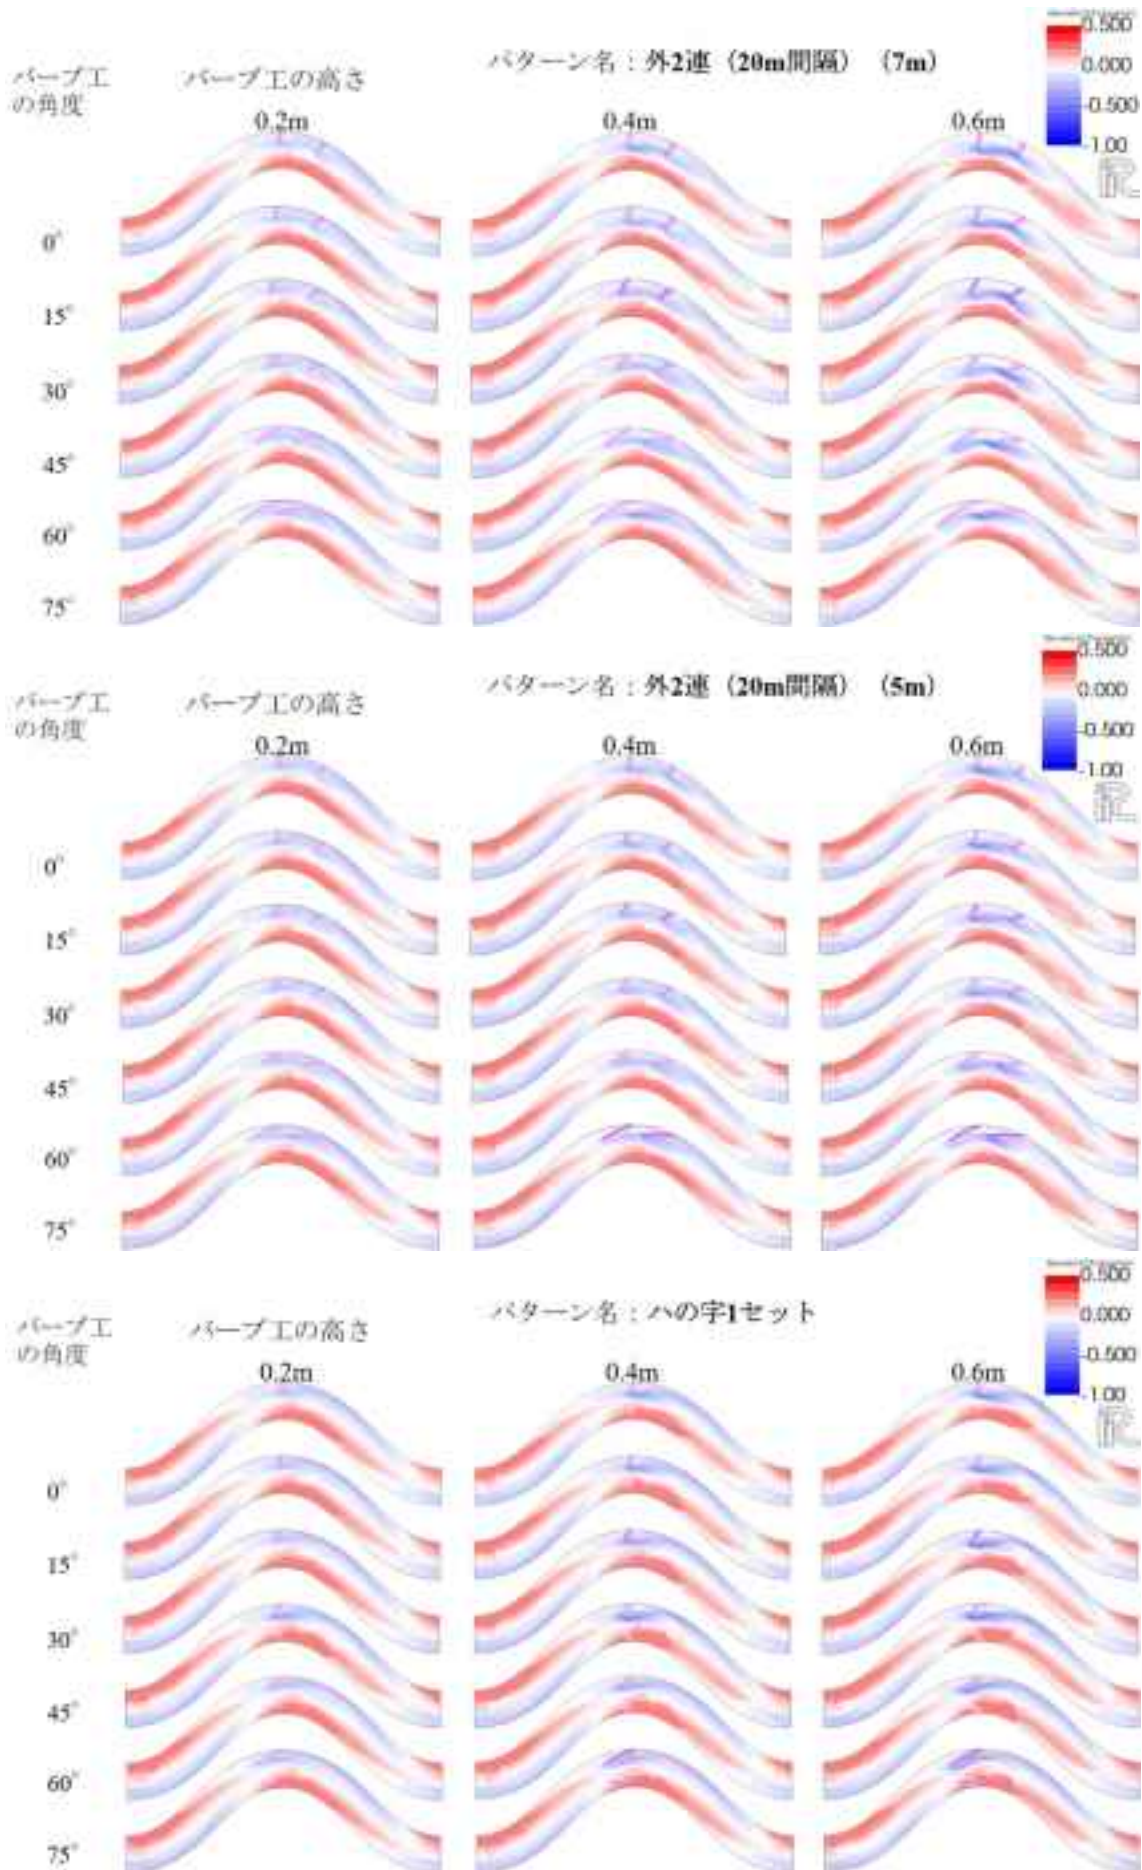 パターン名：外2連（20m間隔）（7m）
バーブ工
の角度
バーブ工の高さ
0.2m
0.4m
0.6m
0.500
0.000
-0.500
-1.00
0°
15°
30°
45°
60°
75°
パターン名：外2連（20m間隔）（5m）
バーブ工
の角度
バーブ工の高さ
0.2m
0.4m
0.6m
0.500
0.000
-0.500
-1.00
0°
15°
30°
45°
60°
75°
パターン名：ハの字1セット
バーブ工
の角度
バーブ工の高さ
0.2m
0.4m
0.6m
0.500
0.000
-0.500
-1.00
0°
15°
30°
45°
60°
75°